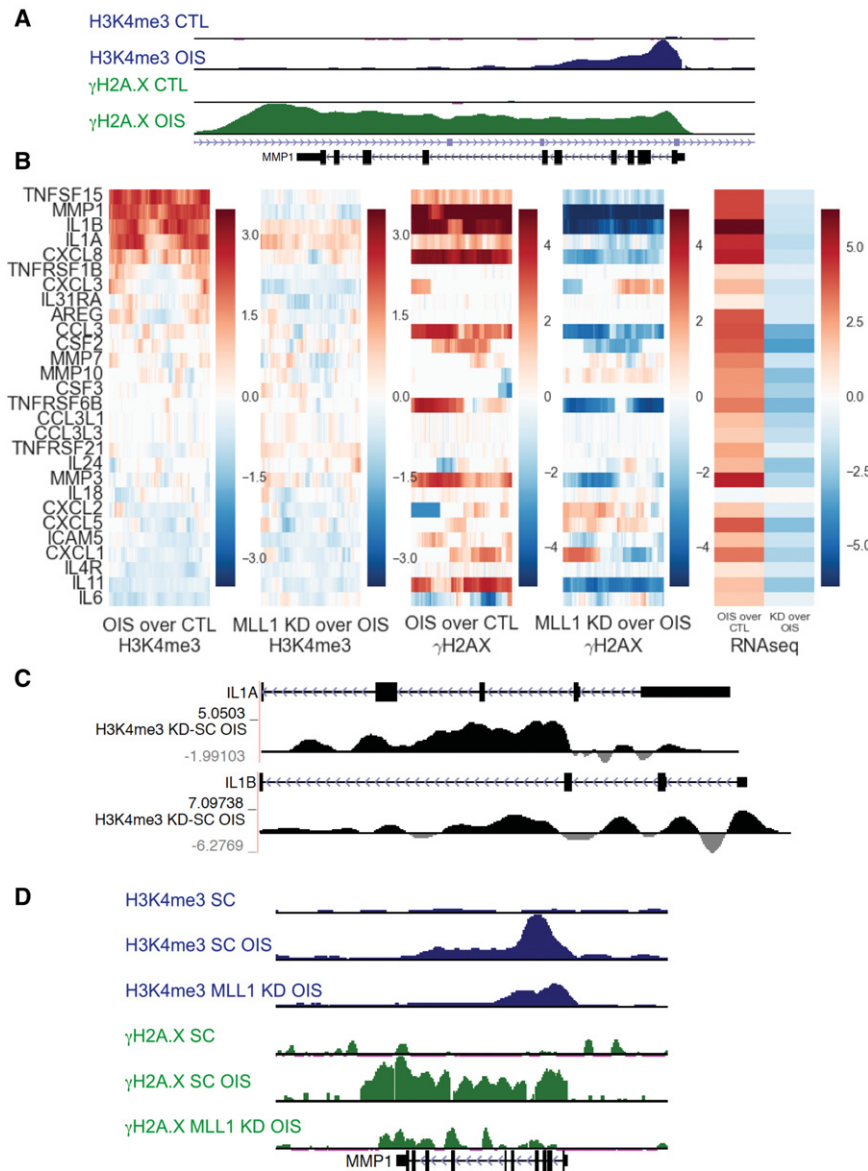 A
H3K4me3 CTL
H3K4me3 OIS
γH2A.X CTL
γH2A.X OIS
MMP1
B
TNFSF15
MMP1
IL1B
IL1A
CXCL8
TNFRSF1B
CXCL3
IL31RA
AREG
CCL3
CSF2
MMP7
MMP10
CSF3
TNFRSF6B
CCL3L1
CCL3L3
TNFRSF21
IL24
MMP3
IL18
CXCL2
CXCL5
ICAM5
CXCL1
IL4R
IL11
IL6
3.0
1.5
0.0
-1.5
-3.0
3.0
1.5
0.0
-1.5
-3.0
4
2
0
-2
-4
4
2
0
-2
-4
5.0
2.5
0.0
-2.5
-5.0
OIS over CTL
H3K4me3
MLL1 KD over OIS
H3K4me3
OIS over CTL
γH2AX
MLL1 KD over OIS
γH2AX
OIS over
CTL
KD over
OIS
RNAseq
C
IL1A
5.0503
H3K4me3 KD-SC OIS
-1.99103
IL1B
7.09738
H3K4me3 KD-SC OIS
-6.2769
D
H3K4me3 SC
H3K4me3 SC OIS
H3K4me3 MLL1 KD OIS
γH2A.X SC
γH2A.X SC OIS
γH2A.X MLL1 KD OIS
MMP1